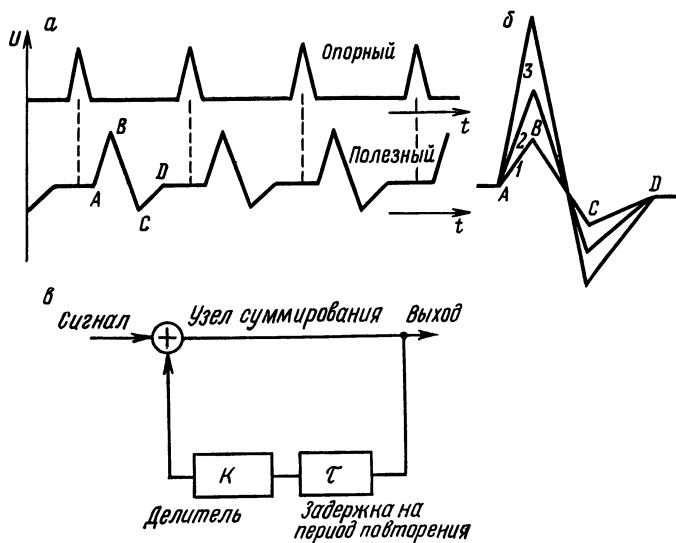 а
U
Опорный
t
B
Полезный
D
A
C
t
б
3
B
2
1
A
C
D
в
Сигнал
Узел суммирования
Выход
+
K
τ
Делитель
Задержка на
период повторения